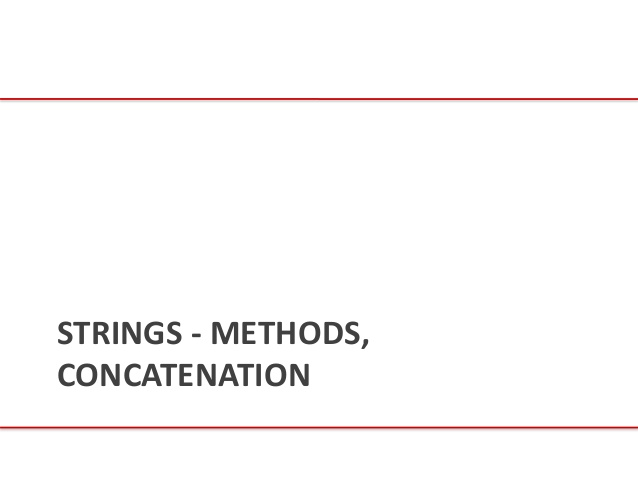 STRINGS - METHODS,
CONCATENATION